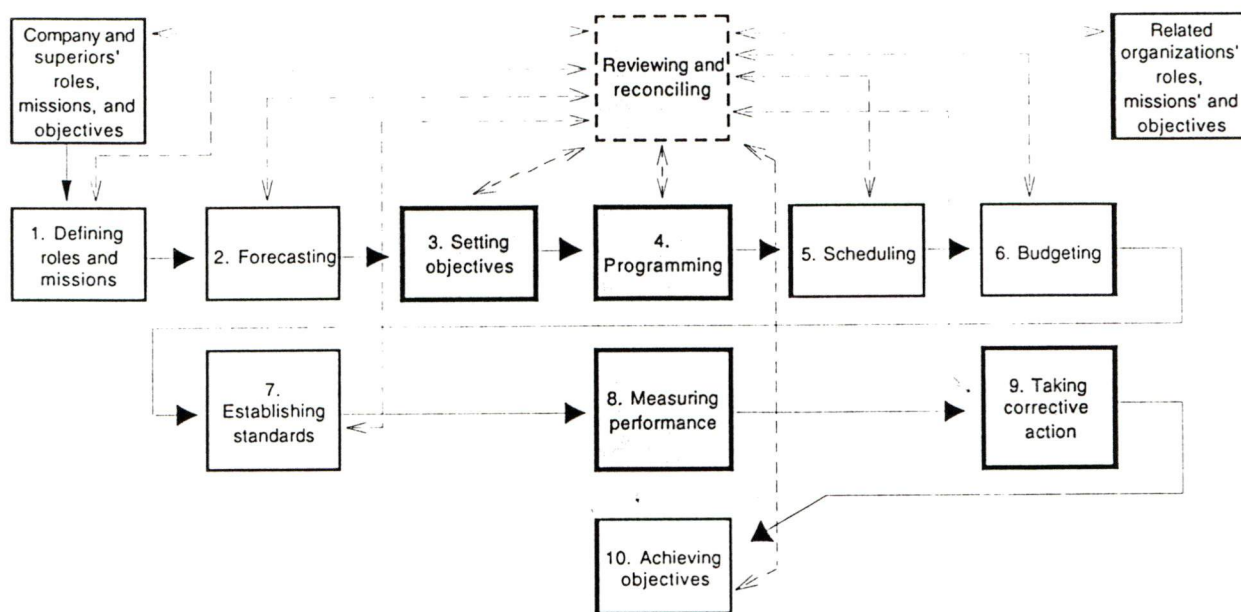 Company and
superiors'
roles,
missions, and
objectives
Reviewing and
reconciling
Related
organizations'
roles,
missions' and
objectives
1. Defining
roles and
missions
2. Forecasting
3. Setting
objectives
4.
Programming
5. Scheduling
6. Budgeting
7.
Establishing
standards
8. Measuring
performance
9. Taking
corrective
action
10. Achieving
objectives